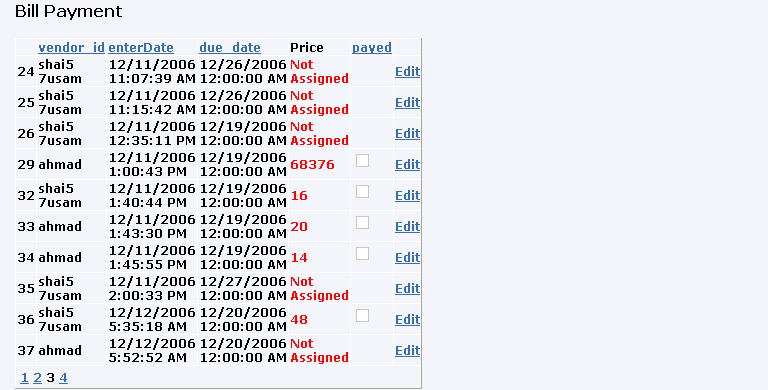 Bill Payment
vendor_id enterDate due_date Price payed
shai5 12/11/2006 12/26/2006 Not
24 7usam 11:07:39 AM 12:00:00 AM Assigned Edit
shai5 12/11/2006 12/26/2006 Not
25 7usam 11:15:42 AM 12:00:00 AM Assigned Edit
shai5 12/11/2006 12/19/2006 Not
26 7usam 12:35:11 PM 12:00:00 AM Assigned Edit
12/11/2006 12/19/2006
29 ahmad 1:00:43 PM 12:00:00 AM 68376 Edit
shai5 12/11/2006 12/19/2006
32 7usam 1:40:44 PM 12:00:00 AM 16 Edit
12/11/2006 12/19/2006
33 ahmad 1:43:30 PM 12:00:00 AM 20 Edit
12/11/2006 12/19/2006
34 ahmad 1:45:55 PM 12:00:00 AM 14 Edit
shai5 12/11/2006 12/27/2006 Not
35 7usam 2:00:33 PM 12:00:00 AM Assigned Edit
shai5 12/12/2006 12/20/2006
36 7usam 5:35:18 AM 12:00:00 AM 48 Edit
12/12/2006 12/20/2006 Not
37 ahmad 5:52:52 AM 12:00:00 AM Assigned Edit
1 2 3 4